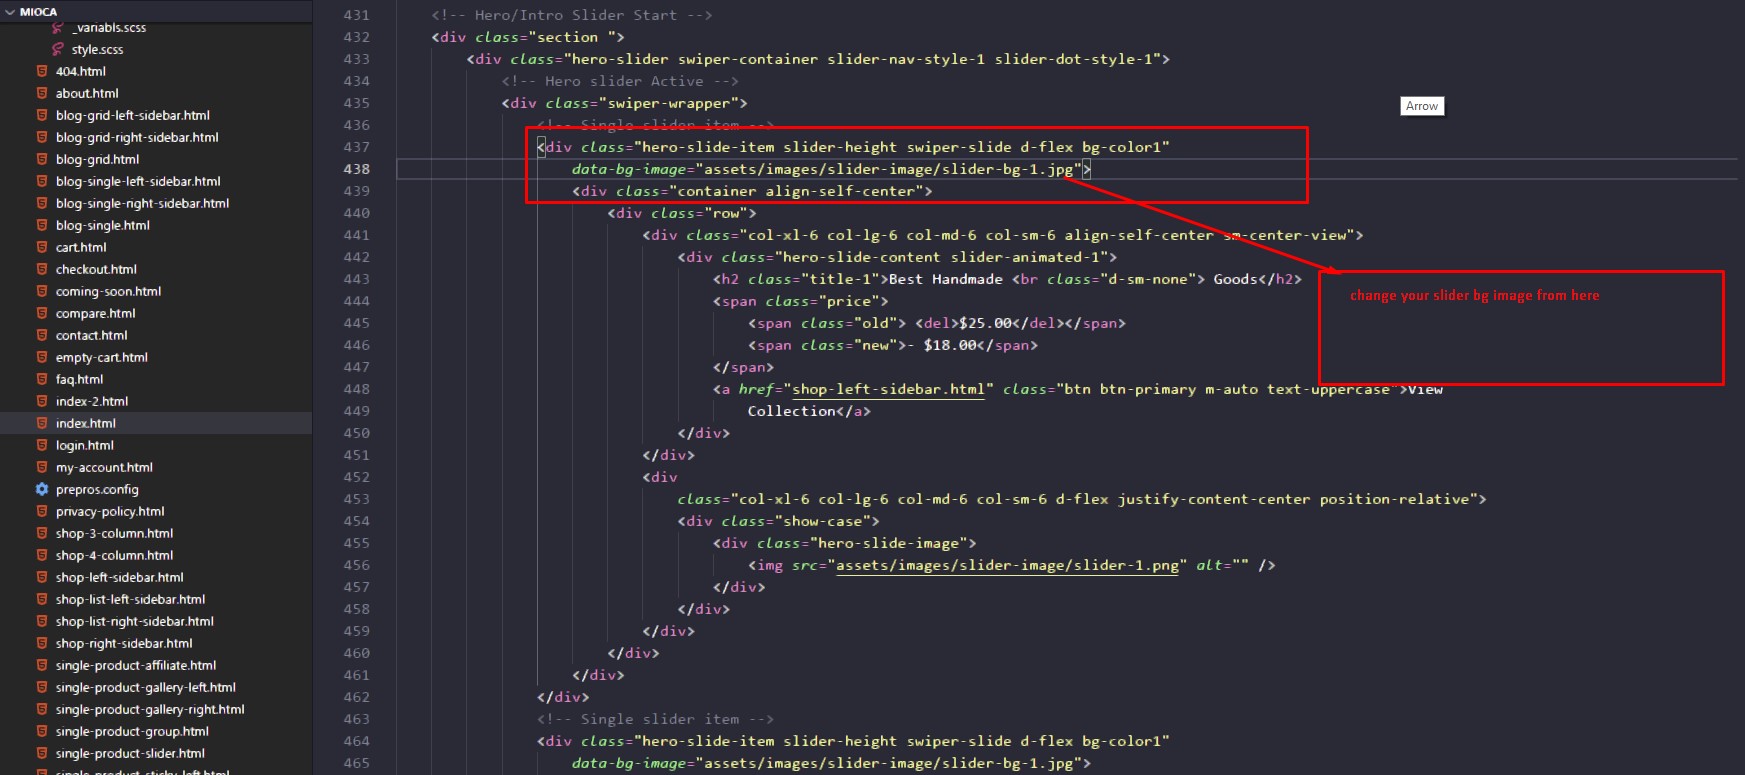 MIOCA
_variabls.scss
style.scss
404.html
about.html
blog-grid-left-sidebar.html
blog-grid-right-sidebar.html
blog-grid.html
blog-single-left-sidebar.html
blog-single-right-sidebar.html
blog-single.html
cart.html
checkout.html
coming-soon.html
compare.html
contact.html
empty-cart.html
faq.html
index-2.html
index.html
login.html
my-account.html
prepros.config
privacy-policy.html
shop-3-column.html
shop-4-column.html
shop-left-sidebar.html
shop-list-left-sidebar.html
shop-list-right-sidebar.html
shop-right-sidebar.html
single-product-affiliate.html
single-product-gallery-left.html
single-product-gallery-right.html
single-product-group.html
single-product-slider.html
single-product-sticky-left.html
431 <!-- Hero/Intro Slider Start -->
432 <div class="section ">
433 <div class="hero-slider swiper-container slider-nav-style-1 slider-dot-style-1">
434 <!-- Hero slider Active -->
435 <div class="swiper-wrapper">
Arrow
436 <!-- Single slider item -->
437 <div class="hero-slide-item slider-height swiper-slide d-flex bg-color1"
438 data-bg-image="assets/images/slider-image/slider-bg-1.jpg">
439 <div class="container align-self-center">
440 <div class="row">
441 <div class="col-xl-6 col-lg-6 col-md-6 col-sm-6 align-self-center sm-center-view">
442 <div class="hero-slide-content slider-animated-1">
443 <h2 class="title-1">Best Handmade <br class="d-sm-none"> Goods</h2>
change your slider bg image from here
444 <span class="price">
445 <span class="old"> <del>$25.00</del></span>
446 <span class="new">- $18.00</span>
447 </span>
448 <a href="shop-left-sidebar.html" class="btn btn-primary m-auto text-uppercase">View
449 Collection</a>
450 </div>
451 </div>
452 <div
453 class="col-xl-6 col-lg-6 col-md-6 col-sm-6 d-flex justify-content-center position-relative">
454 <div class="show-case">
455 <div class="hero-slide-image">
456 <img src="assets/images/slider-image/slider-1.png" alt="" />
457 </div>
458 </div>
459 </div>
460 </div>
461 </div>
462 </div>
463 <!-- Single slider item -->
464 <div class="hero-slide-item slider-height swiper-slide d-flex bg-color1"
465 data-bg-image="assets/images/slider-image/slider-bg-1.jpg">